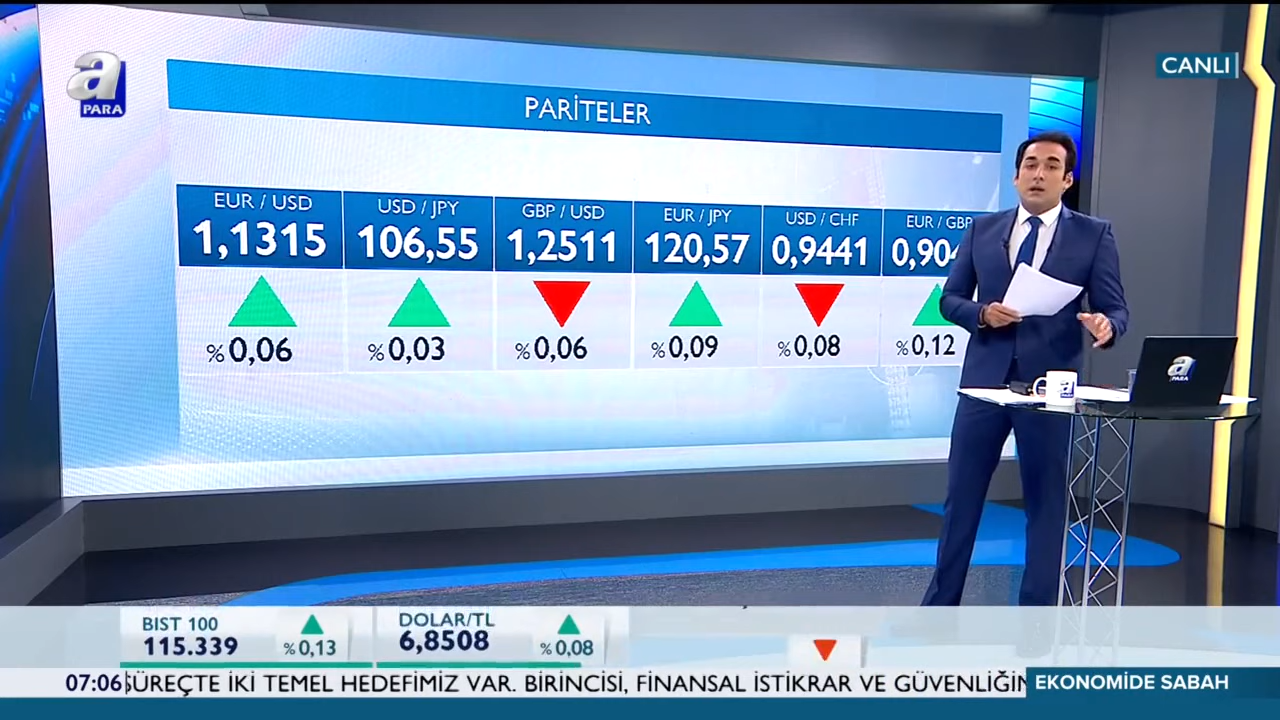 a
PARA
CANLI
PARİTELER
EUR / USD
1,1315
%0,06
USD / JPY
106,55
%0,03
GBP / USD
1,2511
%0,06
EUR / JPY
120,57
%0,09
USD / CHF
0,9441
%0,08
EUR / GBP
%0,12
a
PARA
a
PARA
BIST 100
115.339
%0,13
DOLAR/TL
6,8508
%0,08
07:06
SÜREÇTE İKİ TEMEL HEDEFİMİZ VAR. BİRİNCİSİ, FİNANSAL İSTİKRAR VE GÜVENLİĞİN
EKONOMİDE SABAH